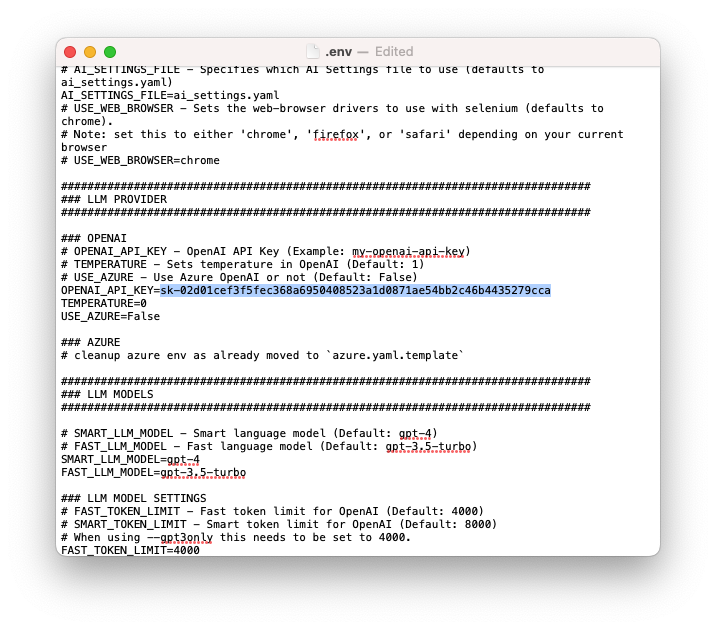 .env — Edited
# AI_SETTINGS_FILE – Specifies which AI Settings file to use (defaults to
ai_settings.yaml)
AI_SETTINGS_FILE=ai_settings.yaml
# USE_WEB_BROWSER – Sets the web-browser drivers to use with selenium (defaults to
chrome).
# Note: set this to either 'chrome', 'firefox', or 'safari' depending on your current
browser
# USE_WEB_BROWSER=chrome
################################################################################
### LLM PROVIDER
################################################################################
### OPENAI
# OPENAI_API_KEY – OpenAI API Key (Example: my-openai-api-key)
# TEMPERATURE – Sets temperature in OpenAI (Default: 1)
# USE_AZURE – Use Azure OpenAI or not (Default: False)
OPENAI_API_KEY=sk-02d01cef3f5fec368a6950408523a1d0871ae54bb2c46b4435279cca
TEMPERATURE=0
USE_AZURE=False
### AZURE
# cleanup azure env as already moved to `azure.yaml.template`
################################################################################
### LLM MODELS
################################################################################
# SMART_LLM_MODEL – Smart language model (Default: gpt-4)
# FAST_LLM_MODEL – Fast language model (Default: gpt-3.5-turbo)
SMART_LLM_MODEL=gpt-4
FAST_LLM_MODEL=gpt-3.5-turbo
### LLM MODEL SETTINGS
# FAST_TOKEN_LIMIT – Fast token limit for OpenAI (Default: 4000)
# SMART_TOKEN_LIMIT – Smart token limit for OpenAI (Default: 8000)
# When using --gpt3only this needs to be set to 4000.
FAST_TOKEN_LIMIT=4000